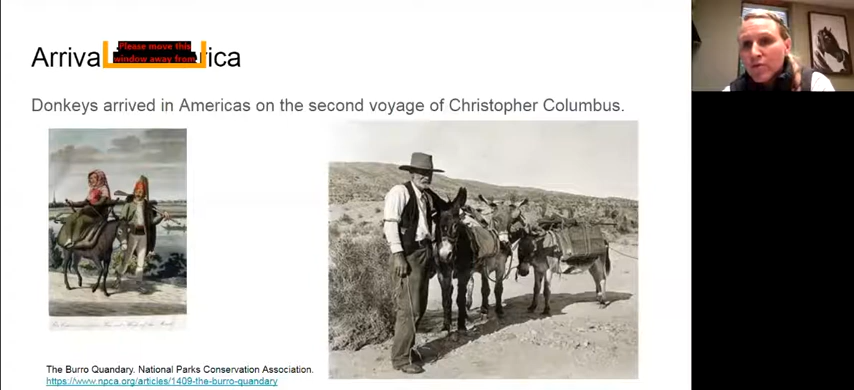 Arriva
Please move this
window away from
rica
Donkeys arrived in Americas on the second voyage of Christopher Columbus.
The Burro Quandary. National Parks Conservation Association.
https://www.npca.org/articles/1409-the-burro-quandary